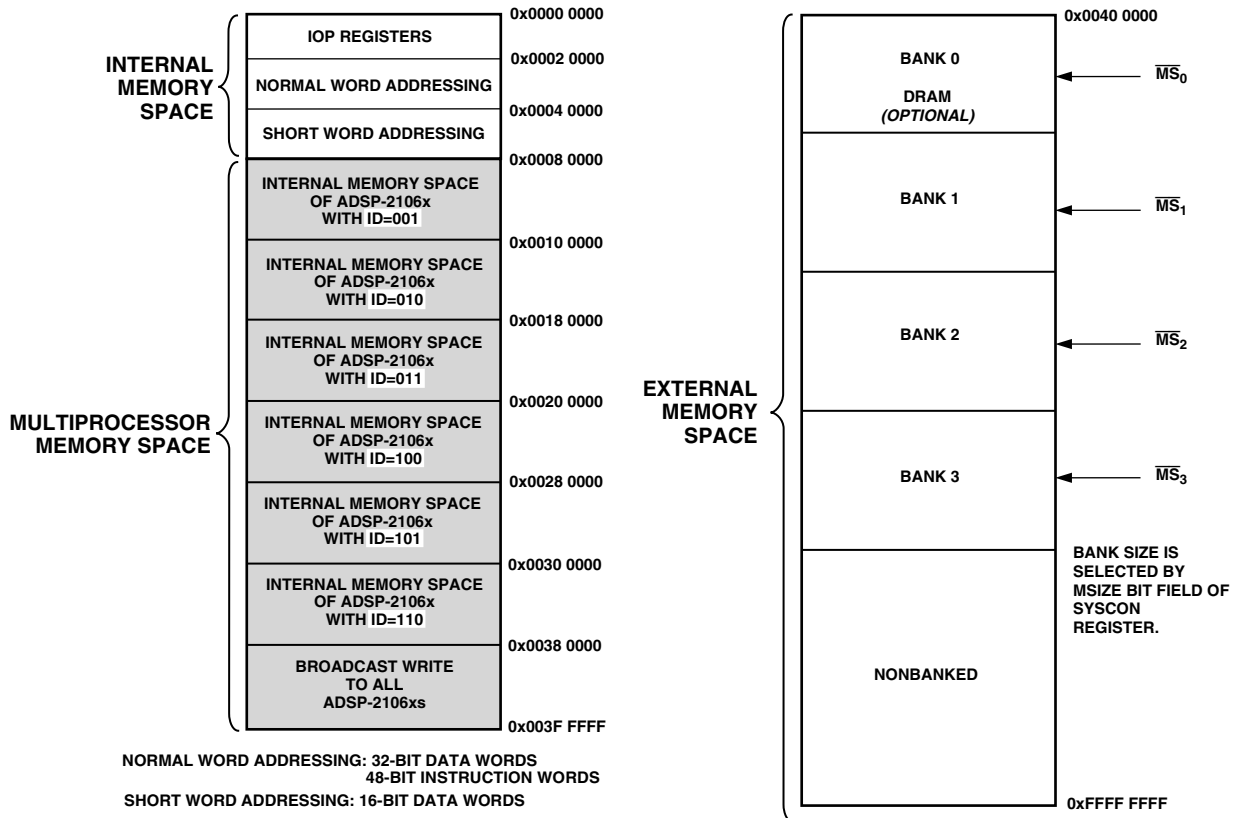 INTERNAL
MEMORY
SPACE
0x0000 0000
IOP REGISTERS
0x0002 0000
NORMAL WORD ADDRESSING
0x0004 0000
SHORT WORD ADDRESSING
0x0008 0000
MULTIPROCESSOR
MEMORY SPACE
INTERNAL MEMORY SPACE
OF ADSP-2106x
WITH ID=001
0x0010 0000
INTERNAL MEMORY SPACE
OF ADSP-2106x
WITH ID=010
0x0018 0000
INTERNAL MEMORY SPACE
OF ADSP-2106x
WITH ID=011
0x0020 0000
INTERNAL MEMORY SPACE
OF ADSP-2106x
WITH ID=100
0x0028 0000
INTERNAL MEMORY SPACE
OF ADSP-2106x
WITH ID=101
0x0030 0000
INTERNAL MEMORY SPACE
OF ADSP-2106x
WITH ID=110
0x0038 0000
BROADCAST WRITE
TO ALL
ADSP-2106xs
0x003F FFFF
NORMAL WORD ADDRESSING: 32-BIT DATA WORDS
48-BIT INSTRUCTION WORDS
SHORT WORD ADDRESSING: 16-BIT DATA WORDS
EXTERNAL
MEMORY
SPACE
0x0040 0000
BANK 0
DRAM
(OPTIONAL)
M̅S̅₀
BANK 1
M̅S̅₁
BANK 2
M̅S̅₂
BANK 3
M̅S̅₃
BANK SIZE IS
SELECTED BY
MSIZE BIT FIELD OF
SYSCON
REGISTER.
NONBANKED
0xFFFF FFFF